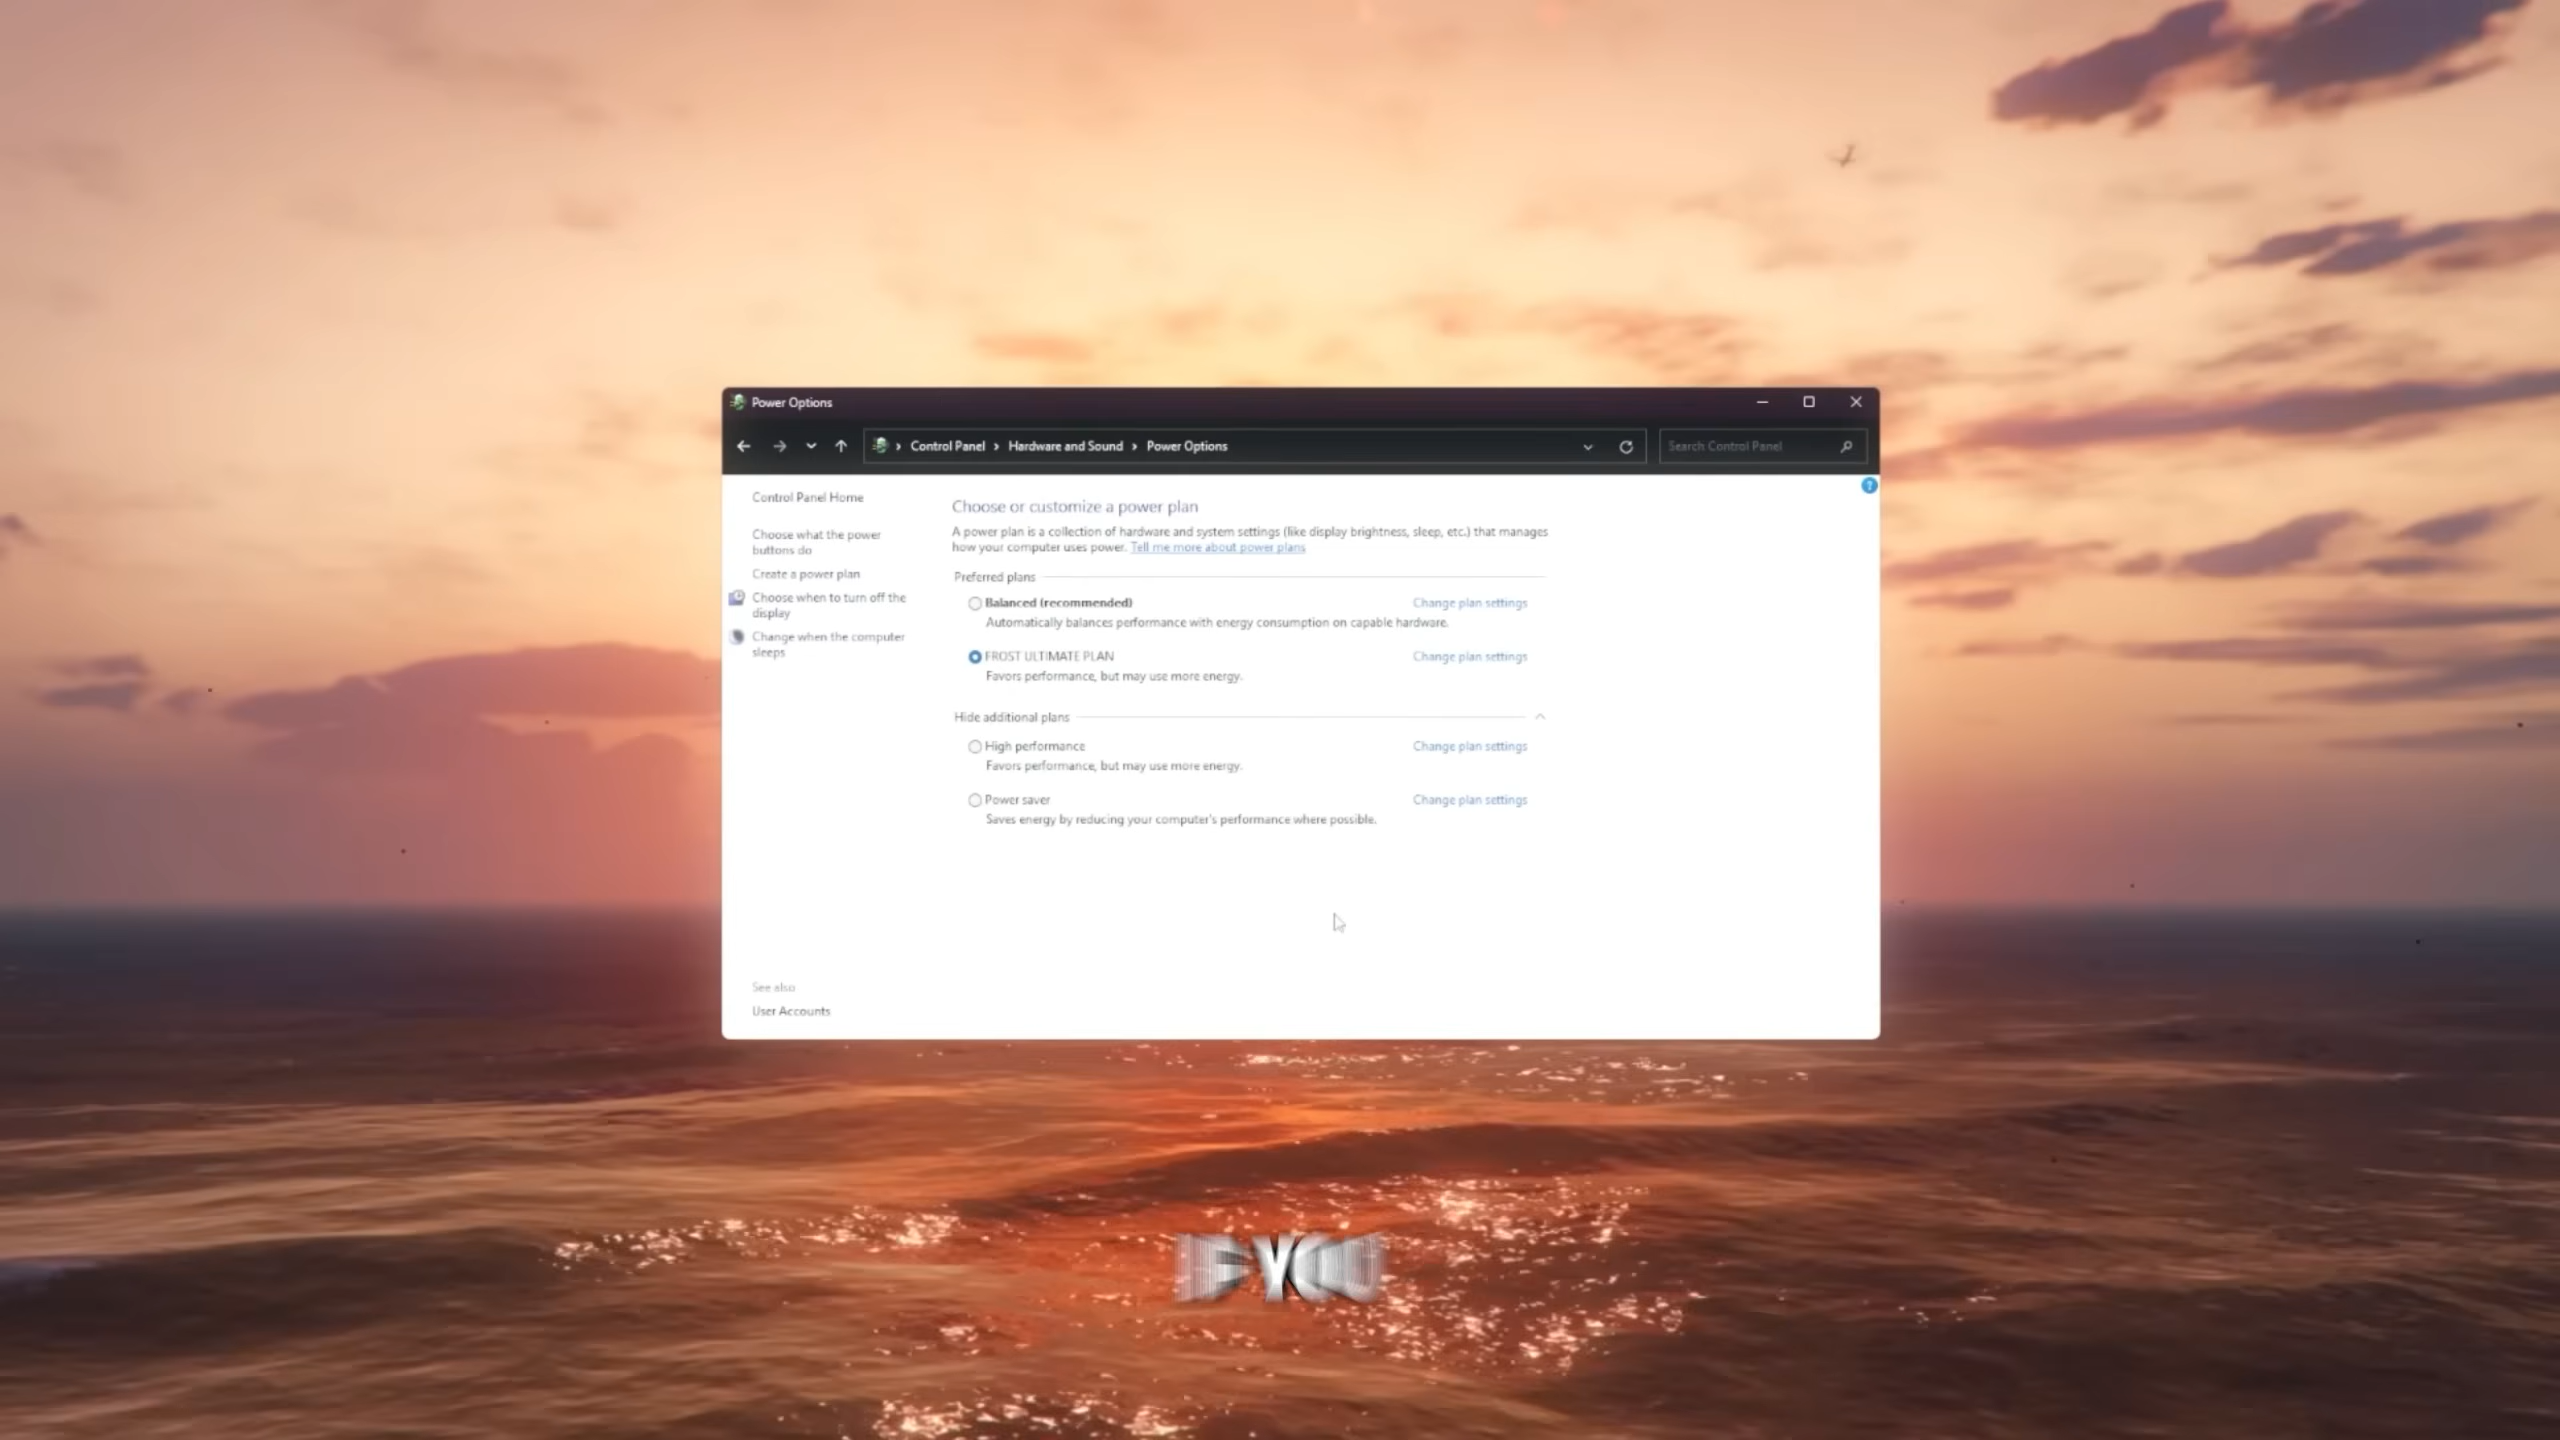 Power Options
Control Panel › Hardware and Sound › Power Options
Search Control Panel
Control Panel Home
Choose what the power
buttons do
Create a power plan
Choose when to turn off the
display
Change when the computer
sleeps
See also
User Accounts
Choose or customize a power plan
A power plan is a collection of hardware and system settings (like display brightness, sleep, etc.) that manages
how your computer uses power. Tell me more about power plans
Preferred plans
Balanced (recommended) Change plan settings
Automatically balances performance with energy consumption on capable hardware.
FROST ULTIMATE PLAN Change plan settings
Favors performance, but may use more energy.
Hide additional plans
High performance Change plan settings
Favors performance, but may use more energy.
Power saver Change plan settings
Saves energy by reducing your computer's performance where possible.
IF YOU